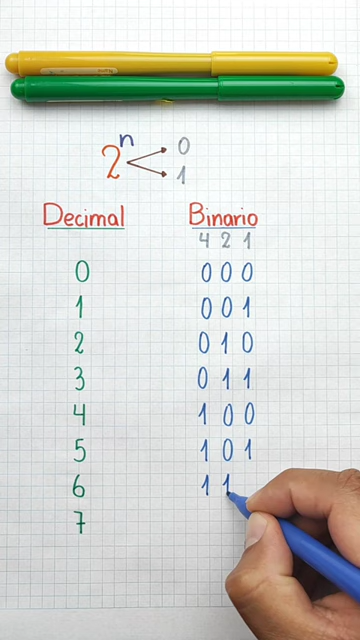 2ⁿ 0
1
Decimal Binario
4 2 1
0 0 0 0
1 0 0 1
2 0 1 0
3 0 1 1
4 1 0 0
5 1 0 1
6 1 1
7